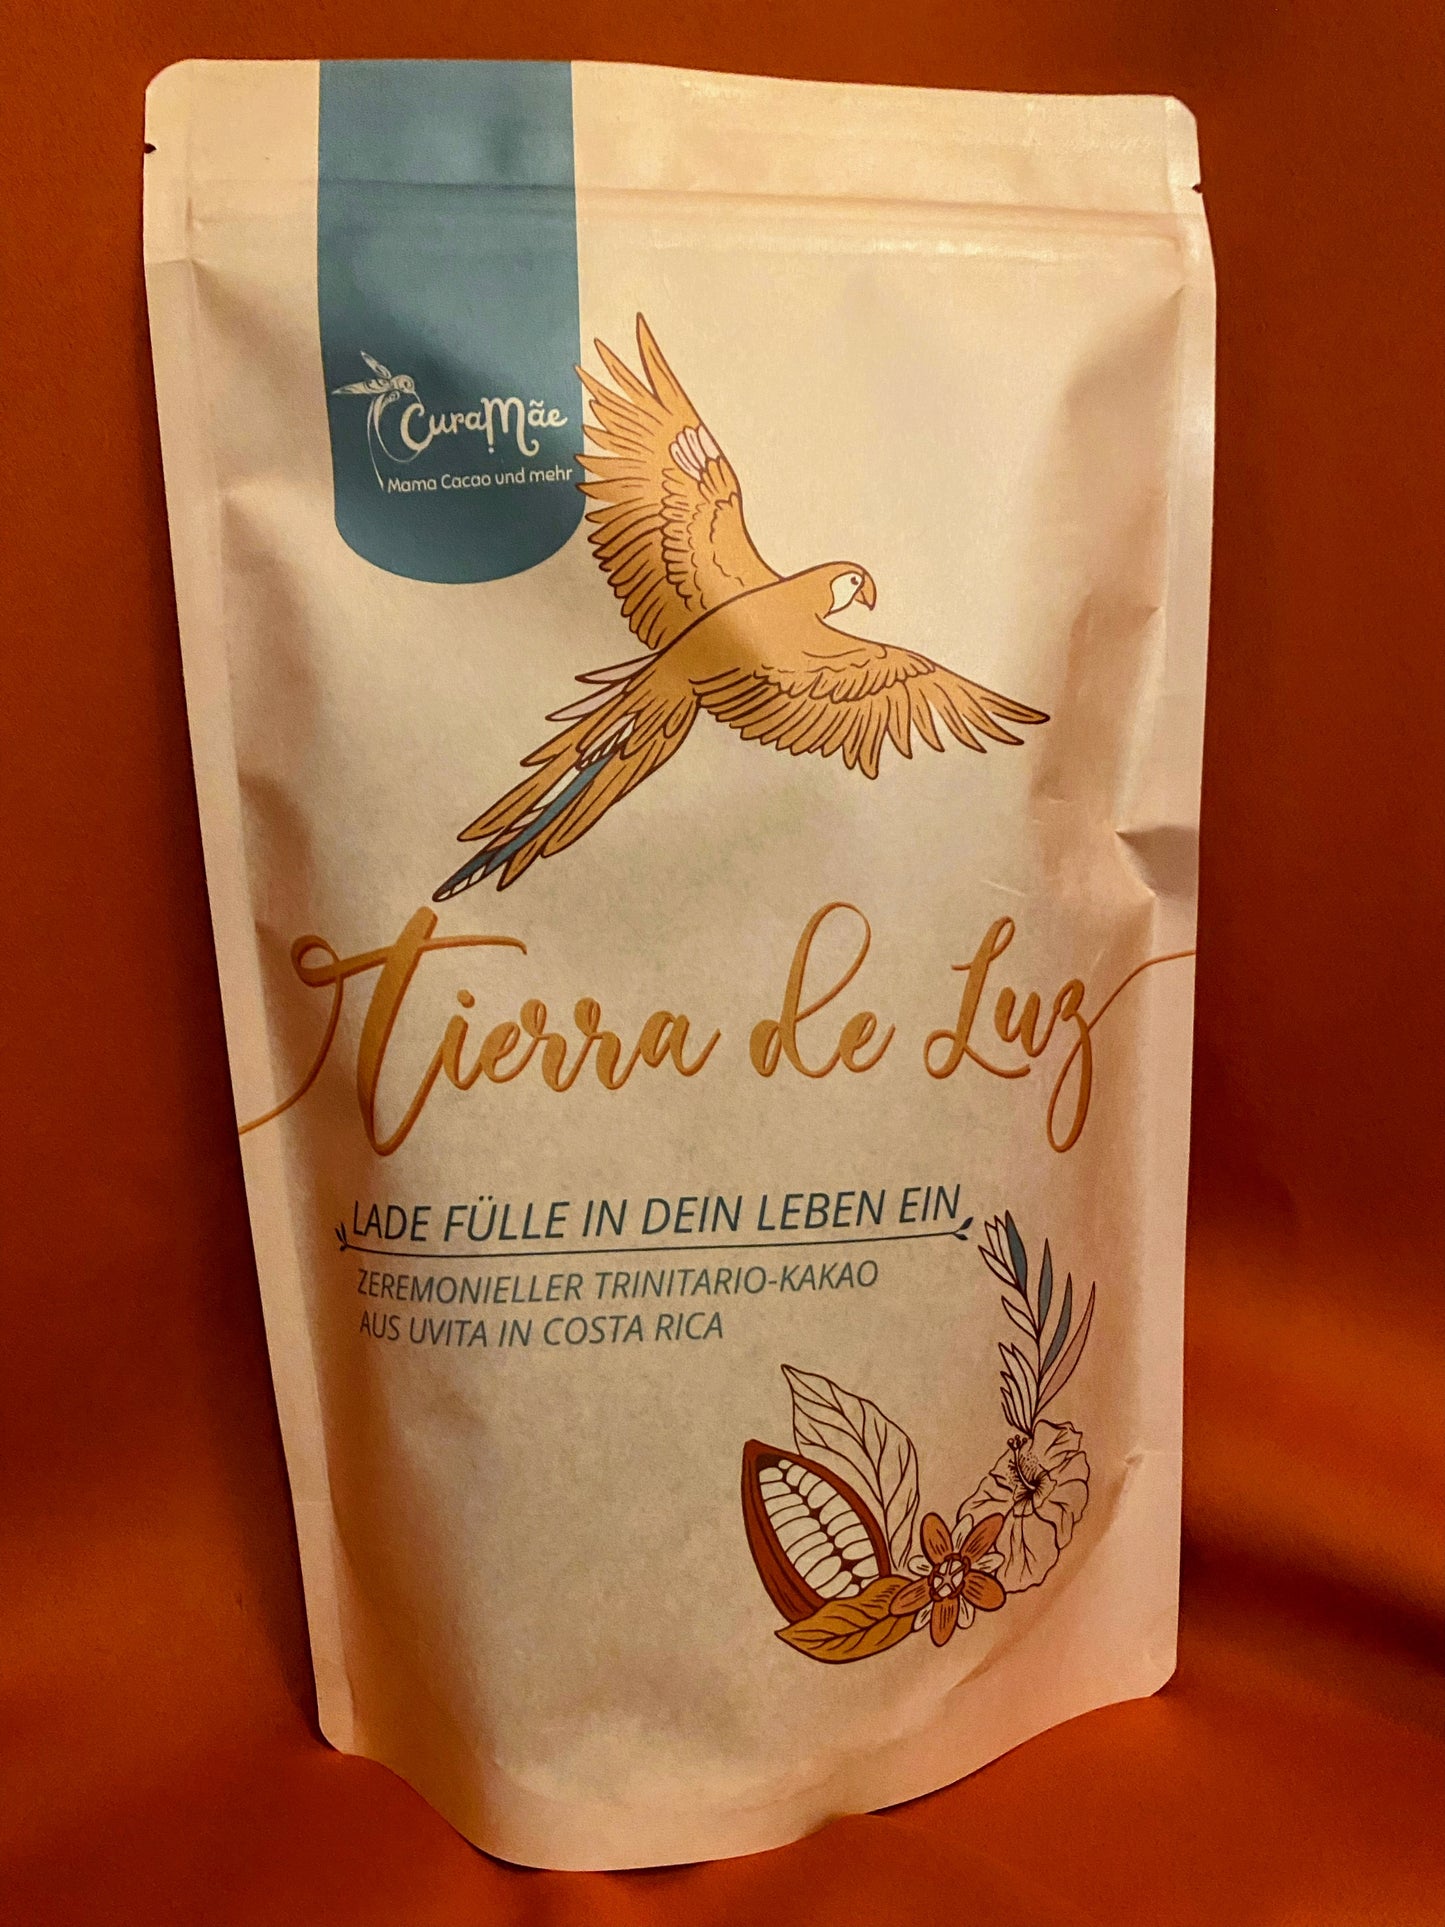 CuraMãe
Mama Cacao und mehr
Tierra de Luz
LADE FÜLLE IN DEIN LEBEN EIN
ZEREMONIELLER TRINITARIO-KAKAO
AUS UVITA IN COSTA RICA